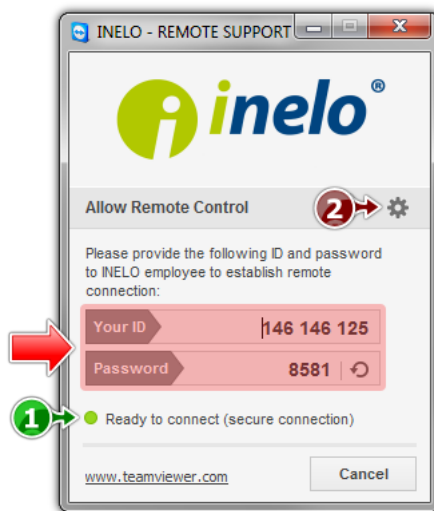 INELO - REMOTE SUPPORT
inelo®
Allow Remote Control
2
Please provide the following ID and password
to INELO employee to establish remote
connection:
Your ID 146 146 125
Password 8581
1
Ready to connect (secure connection)
www.teamviewer.com
Cancel